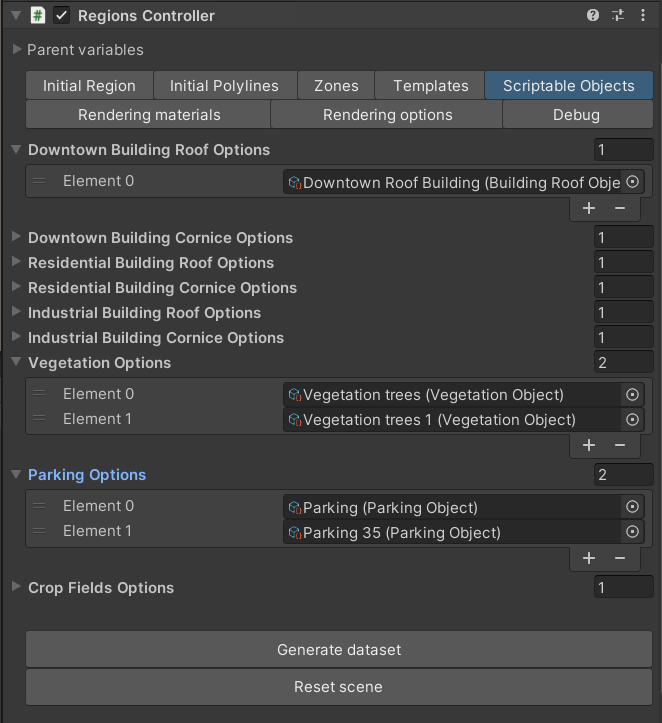 Regions Controller
Parent variables
Initial Region Initial Polylines Zones Templates Scriptable Objects
Rendering materials Rendering options Debug
Downtown Building Roof Options 1
Element 0 Downtown Roof Building (Building Roof Obje
Downtown Building Cornice Options 1
Residential Building Roof Options 1
Residential Building Cornice Options 1
Industrial Building Roof Options 1
Industrial Building Cornice Options 1
Vegetation Options 2
Element 0 Vegetation trees (Vegetation Object)
Element 1 Vegetation trees 1 (Vegetation Object)
Parking Options 2
Element 0 Parking (Parking Object)
Element 1 Parking 35 (Parking Object)
Crop Fields Options 1
Generate dataset
Reset scene